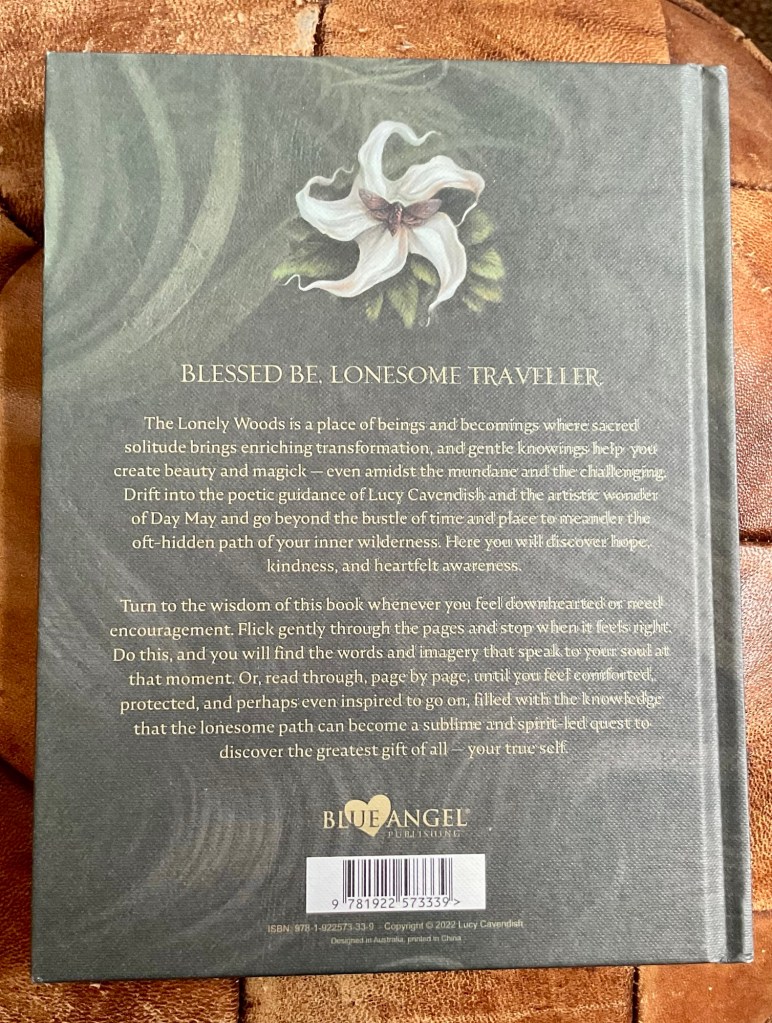 BLESSED BE, LONESOME TRAVELLER.
The Lonely Woods is a place of beings and becomings where sacred
solitude brings enriching transformation, and gentle knowings help you
create beauty and magick — even amidst the mundane and the challenging.
Drift into the poetic guidance of Lucy Cavendish and the artistic wonder
of Day May and go beyond the bustle of time and place to meander the
oft-hidden path of your inner wilderness. Here you will discover hope,
kindness, and heartfelt awareness.
Turn to the wisdom of this book whenever you feel downhearted or need
encouragement. Flick gently through the pages and stop when it feels right.
Do this, and you will find the words and imagery that speak to your soul at
that moment. Or, read through, page by page, until you feel comforted,
protected, and perhaps even inspired to go on, filled with the knowledge
that the lonesome path can become a sublime and spirit-led quest to
discover the greatest gift of all — your true self.
BLUE ANGEL®
PUBLISHING
9 781922 573339 >
ISBN: 978-1-922573-33-9 - Copyright © 2022 Lucy Cavendish
Designed in Australia, printed in China